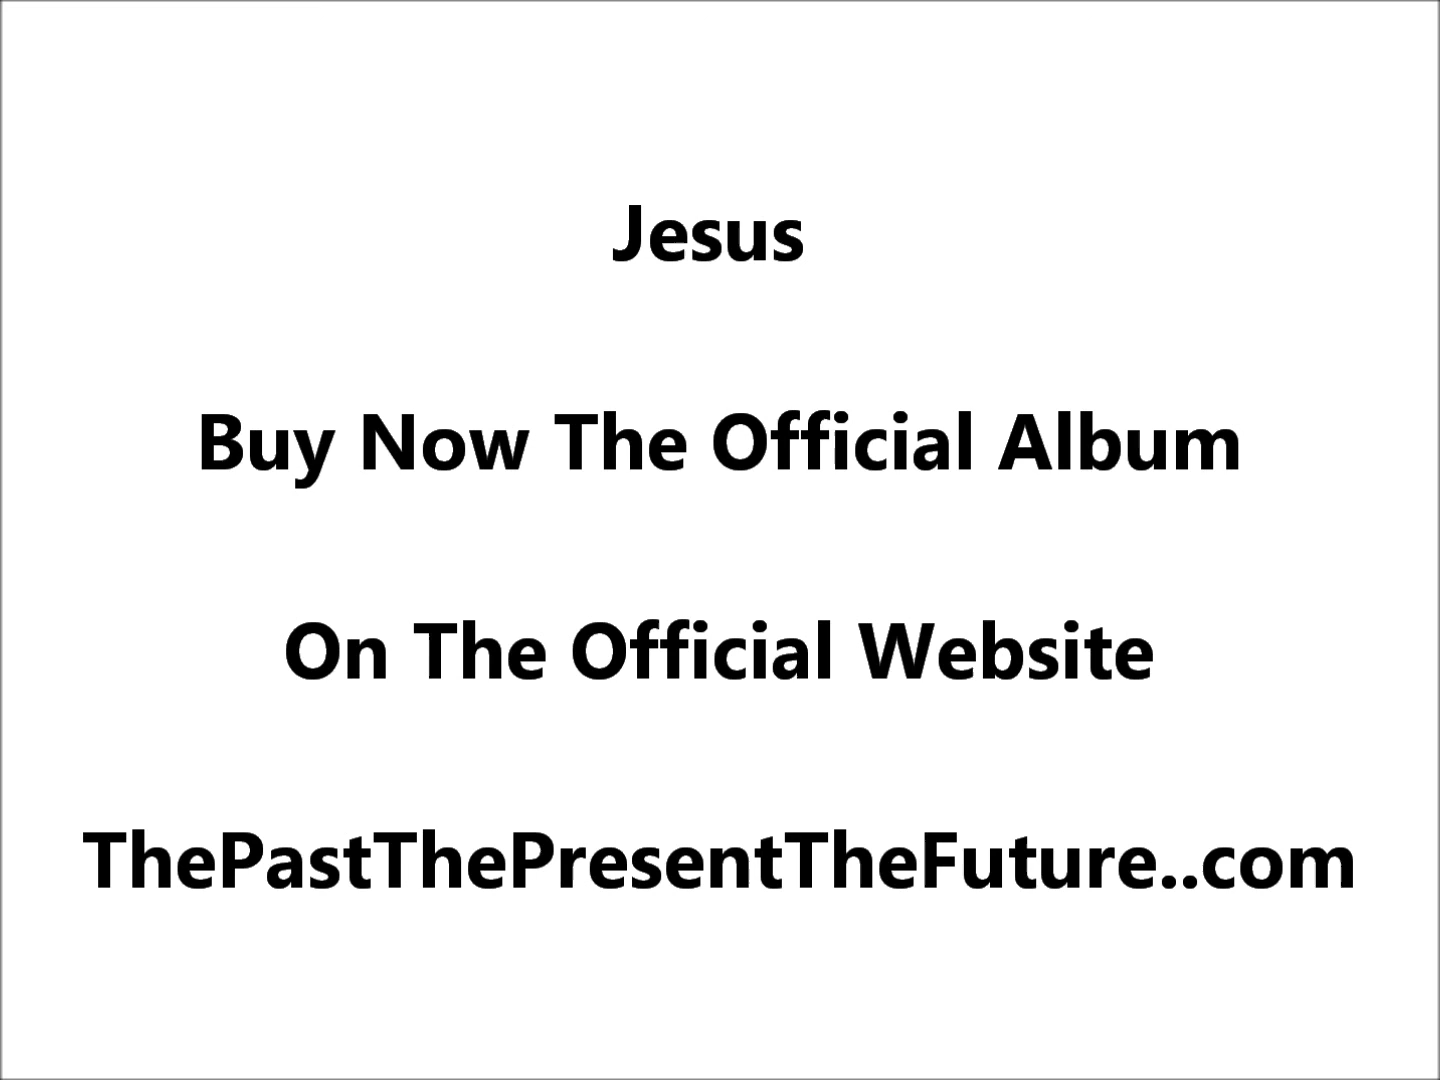 Jesus
Buy Now The Official Album
On The Official Website
ThePastThePresentTheFuture..com